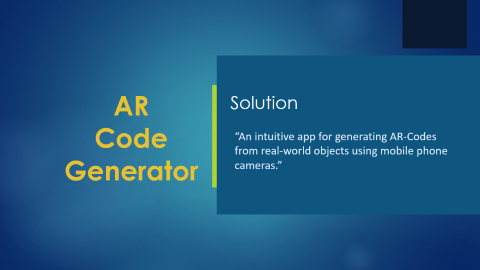 AR
Code
Generator
Solution
“An intuitive app for generating AR-Codes
from real-world objects using mobile phone
cameras.”